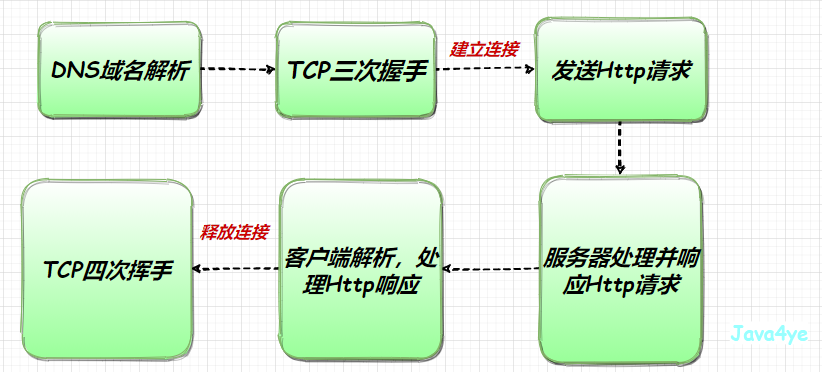 DNS域名解析
TCP三次握手
建立连接
发送Http请求
服务器处理并响
应Http请求
客户端解析，处
理Http响应
释放连接
TCP四次挥手
Java4ye